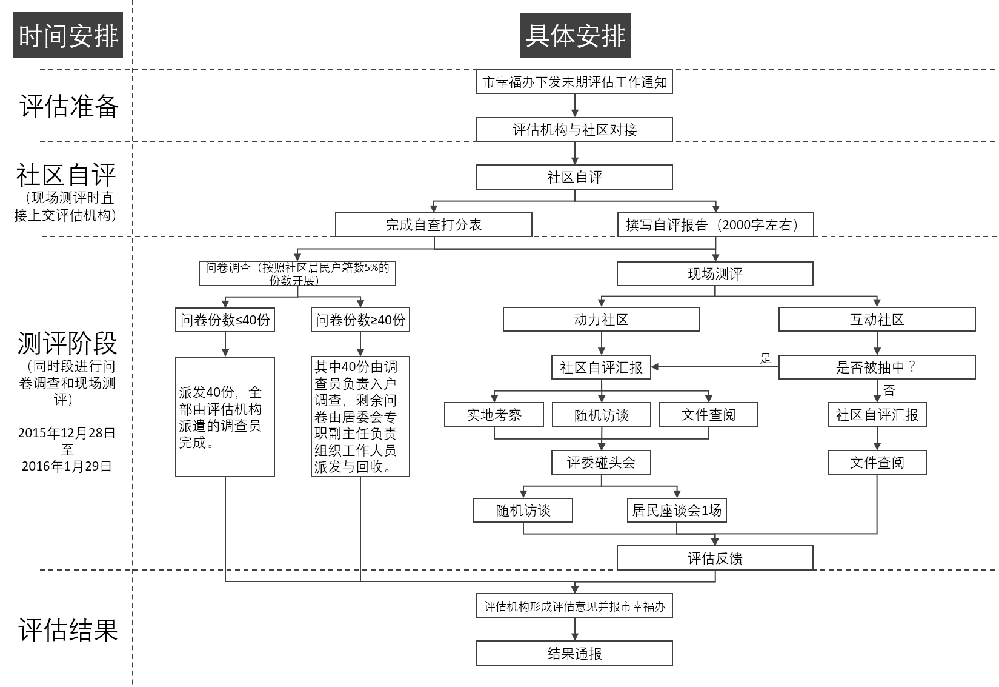 时间安排
具体安排
评估准备
市幸福办下发末期评估工作通知
评估机构与社区对接
社区自评
（现场测评时直
接上交评估机构）
社区自评
完成自查打分表
撰写自评报告（2000字左右）
测评阶段
（同时段进行问
卷调查和现场测
评）
2015年12月28日
至
2016年1月29日
问卷调查（按照社区居民户籍数5%的
份数开展）
现场测评
问卷份数≤40份
问卷份数≥40份
动力社区
互动社区
派发40份，全
部由评估机构
派遣的调查员
完成。
其中40份由调
查员负责入户
调查，剩余问
卷由居委会专
职副主任负责
组织工作人员
派发与回收。
社区自评汇报
是
是否被抽中？
否
实地考察
随机访谈
文件查阅
社区自评汇报
评委碰头会
文件查阅
随机访谈
居民座谈会1场
评估反馈
评估结果
评估机构形成评估意见并报市幸福办
结果通报